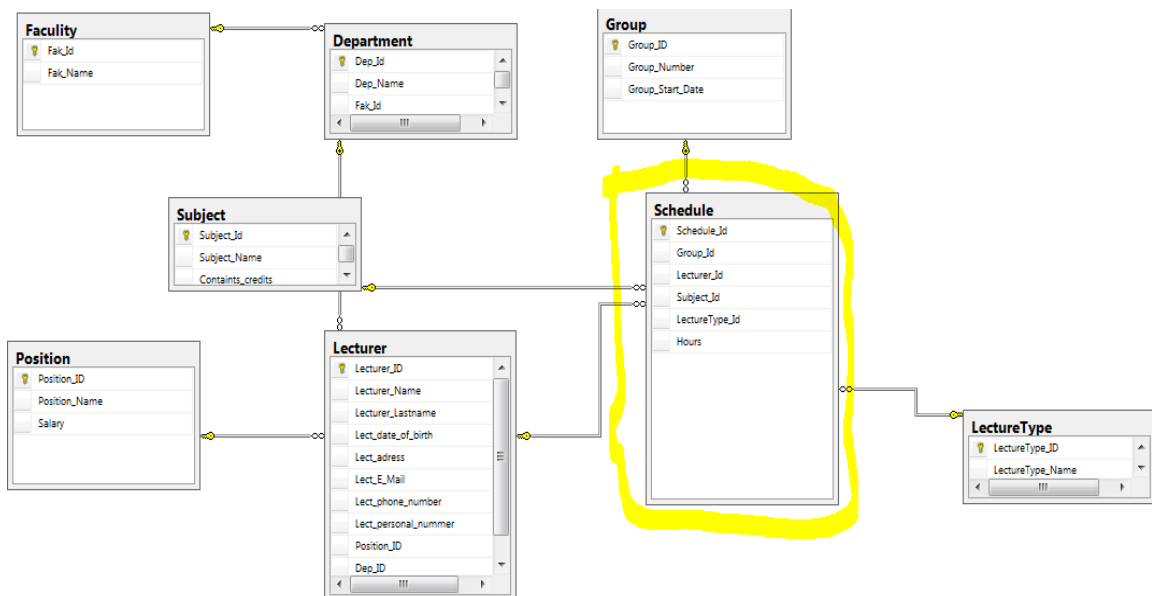 Faculity
Fak_Id
Fak_Name
Department
Dep_Id
Dep_Name
Fak_Id
Group
Group_ID
Group_Number
Group_Start_Date
Subject
Subject_Id
Subject_Name
Containts_credits
Schedule
Schedule_Id
Group_Id
Lecturer_Id
Subject_Id
LectureType_Id
Hours
Position
Position_ID
Position_Name
Salary
Lecturer
Lecturer_ID
Lecturer_Name
Lecturer_Lastname
Lect_date_of_birth
Lect_adress
Lect_E_Mail
Lect_phone_number
Lect_personal_nummer
Position_ID
Dep_ID
LectureType
LectureType_ID
LectureType_Name